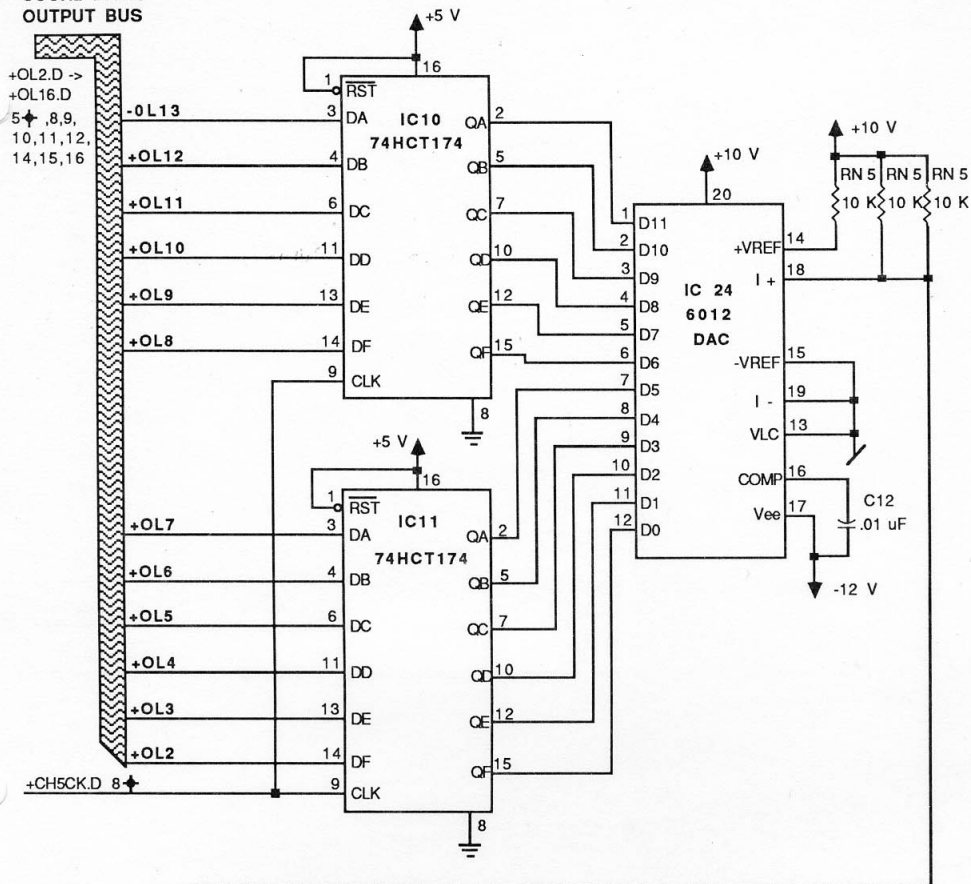 OUTPUT BUS
+OL2.D ->
+OL16.D
5 ,8,9,
10,11,12,
14,15,16
-0L13
+OL12
+OL11
+OL10
+OL9
+OL8
+5 V
16
1
RST
3
DA
4
DB
6
DC
11
DD
13
DE
14
DF
9
CLK
IC10
74HCT174
QA
2
QB
5
QC
7
QD
10
QE
12
QF
15
8
+5 V
16
1
RST
+OL7
+OL6
+OL5
+OL4
+OL3
+OL2
3
DA
4
DB
6
DC
11
DD
13
DE
14
DF
9
CLK
IC11
74HCT174
QA
2
QB
5
QC
7
QD
10
QE
12
QF
15
8
+CH5CK.D 8
+10 V
20
1
D11
2
D10
3
D9
4
D8
5
D7
6
D6
7
D5
8
D4
9
D3
10
D2
11
D1
12
D0
IC 24
6012
DAC
+VREF
14
I +
18
-VREF
15
I -
19
VLC
13
COMP
16
Vee
17
+10 V
RN 5
10 K
RN 5
10 K
RN 5
10 K
C12
.01 uF
-12 V